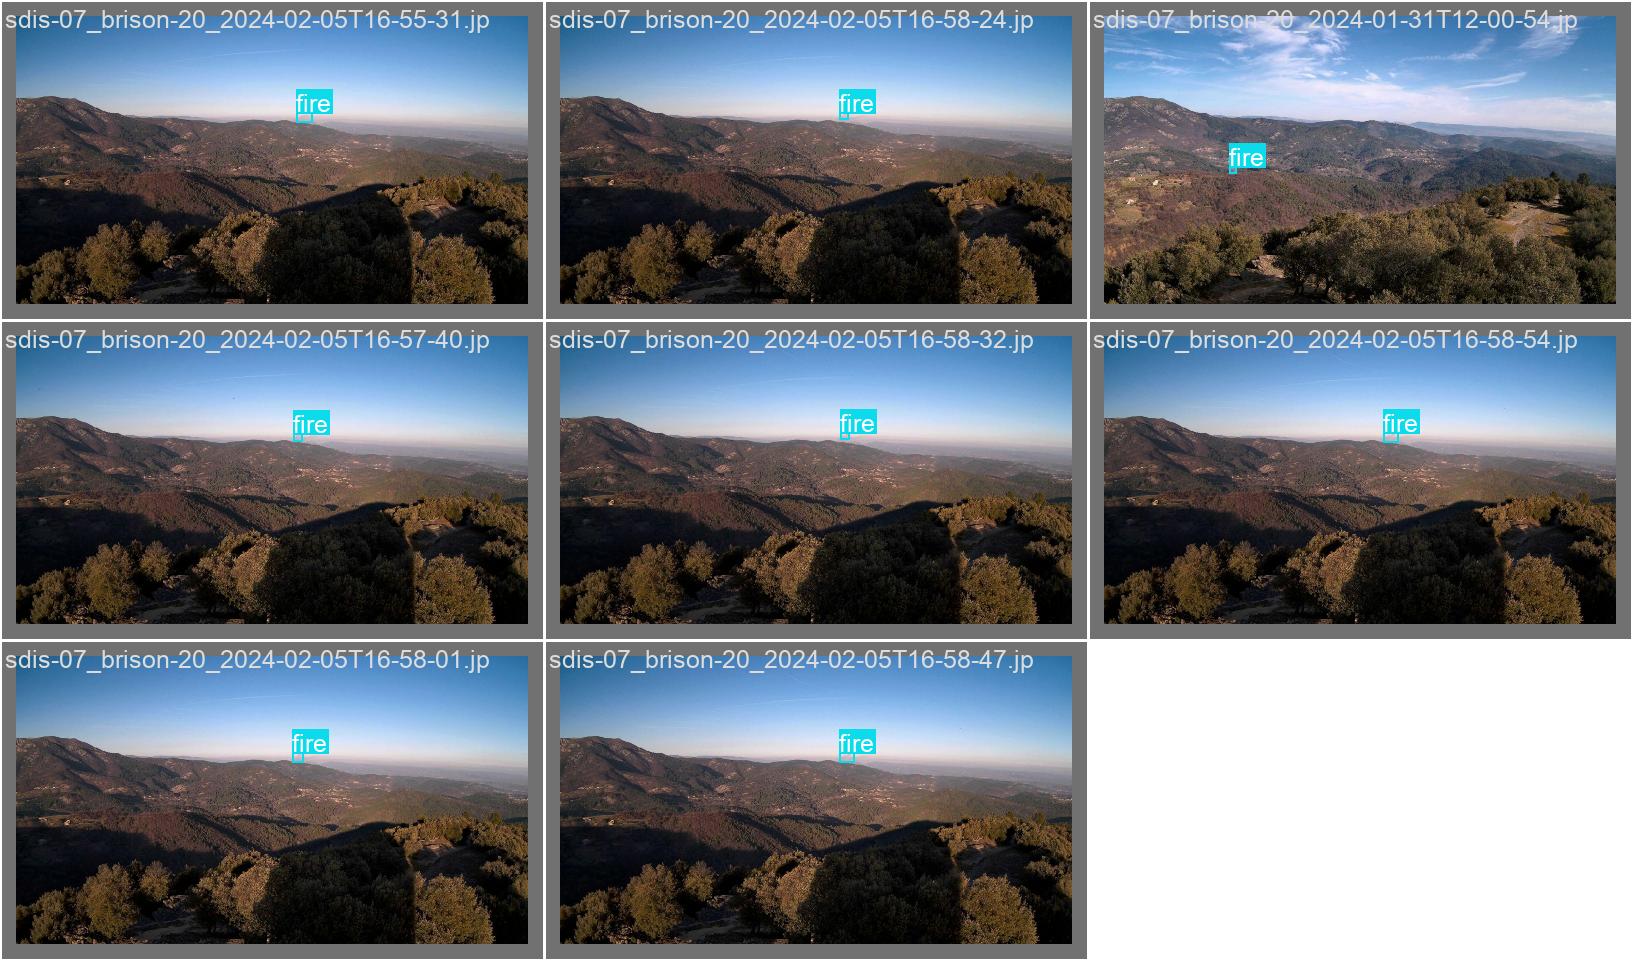 sdis-07_brison-20_2024-02-05T16-55-31.jp
fire
sdis-07_brison-20_2024-02-05T16-58-24.jp
fire
sdis-07_brison-20_2024-01-31T12-00-54.jp
fire
sdis-07_brison-20_2024-02-05T16-57-40.jp
fire
sdis-07_brison-20_2024-02-05T16-58-32.jp
fire
sdis-07_brison-20_2024-02-05T16-58-54.jp
fire
sdis-07_brison-20_2024-02-05T16-58-01.jp
fire
sdis-07_brison-20_2024-02-05T16-58-47.jp
fire